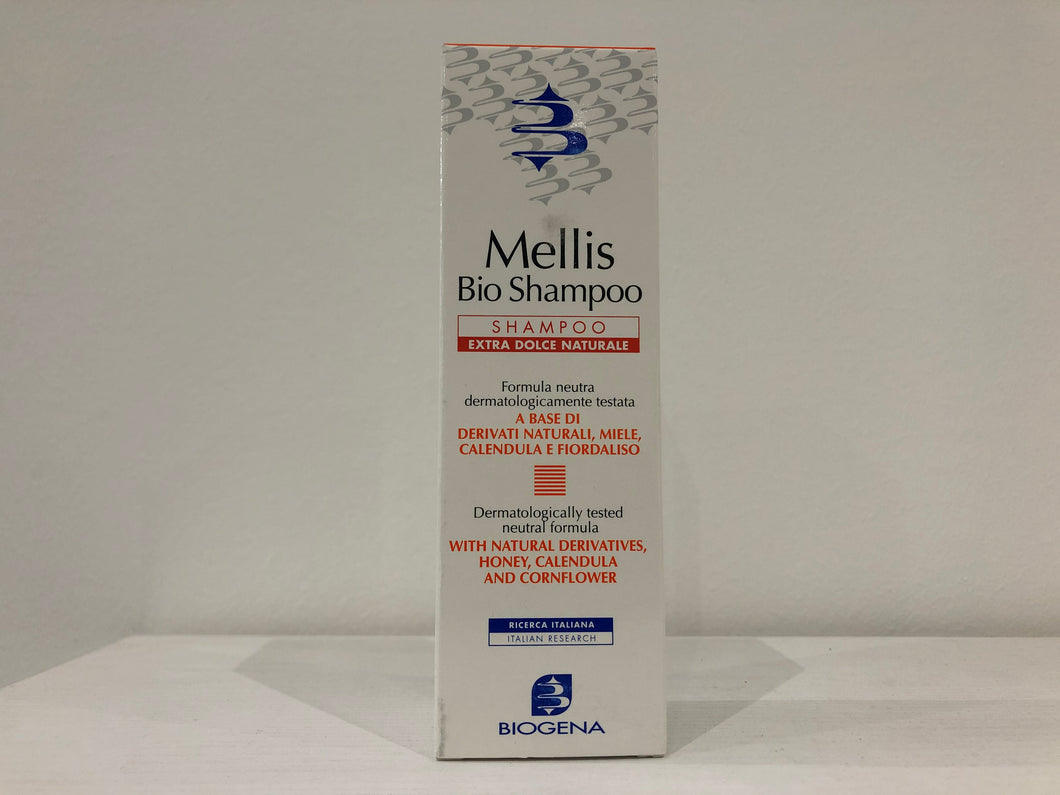 Mellis
Bio Shampoo
SHAMPOO
EXTRA DOLCE NATURALE
Formula neutra
dermatologicamente testata
A BASE DI
DERIVATI NATURALI, MIELE,
CALENDULA E FIORDALISO
Dermatologically tested
neutral formula
WITH NATURAL DERIVATIVES,
HONEY, CALENDULA
AND CORNFLOWER
RICERCA ITALIANA
ITALIAN RESEARCH
BIOGENA